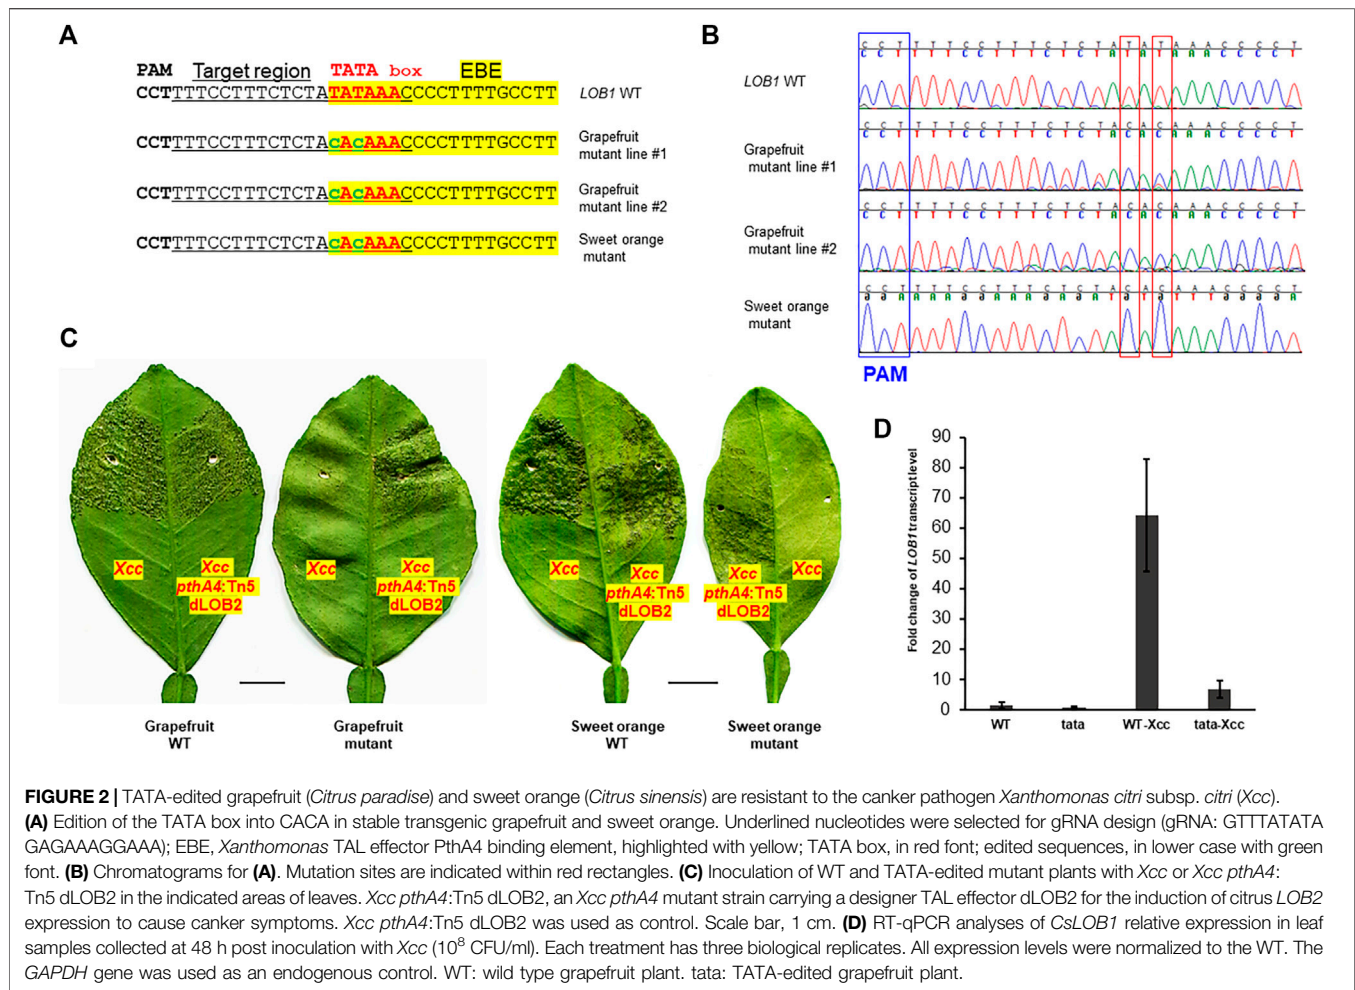 A
PAM Target region TATA box EBE
CCTTTTCCTTTCTCTATATAAACCCCTTTTGCCTT LOB1 WT
CCTTTTCCTTTCTCTAcAcAAACCCCTTTTGCCTT Grapefruit
mutant line #1
CCTTTTCCTTTCTCTAcAcAAACCCCTTTTGCCTT Grapefruit
mutant line #2
CCTTTTCCTTTCTCTAcAcAAACCCCTTTTGCCTT Sweet orange
mutant
B
C C T T T T C C T T T C T C T A T A T A A A C C C C T
C C T T T T C C T T T C T C T A T A T A A A C C C C T
LOB1 WT
C C T T T T C C T T T C T C T A C A C A A A C C C C T
C C T T T T C C T T T C T C T A C A C A A A C C C C T
Grapefruit
mutant line #1
C C T T T T C C T T T C T C T A C A C A A A C C C C T
C C T T T T C C T T T C T C T A C A C A A A C C C C T
Grapefruit
mutant line #2
C C T T T T C C T T T C T C T A C A C A A A C C C C T
G G A A A A G G A A A G A G A T G T G T T T G G G G A
Sweet orange
mutant
PAM
C
Xcc
Xcc
pthA4:Tn5
dLOB2
Xcc
Xcc
pthA4:Tn5
dLOB2
Xcc
Xcc
pthA4:Tn5
dLOB2
Xcc
pthA4:Tn5
dLOB2
Xcc
Grapefruit
WT
Grapefruit
mutant
Sweet orange
WT
Sweet orange
mutant
D
Fold change of LOB1 transcript level
90
80
70
60
50
40
30
20
10
0
WT tata WT-Xcc tata-Xcc
FIGURE 2 | TATA-edited grapefruit (Citrus paradise) and sweet orange (Citrus sinensis) are resistant to the canker pathogen Xanthomonas citri subsp. citri (Xcc).
(A) Edition of the TATA box into CACA in stable transgenic grapefruit and sweet orange. Underlined nucleotides were selected for gRNA design (gRNA: GTTTATATA
GAGAAAGGAAA); EBE, Xanthomonas TAL effector PthA4 binding element, highlighted with yellow; TATA box, in red font; edited sequences, in lower case with green
font. (B) Chromatograms for (A). Mutation sites are indicated within red rectangles. (C) Inoculation of WT and TATA-edited mutant plants with Xcc or Xcc pthA4:
Tn5 dLOB2 in the indicated areas of leaves. Xcc pthA4:Tn5 dLOB2, an Xcc pthA4 mutant strain carrying a designer TAL effector dLOB2 for the induction of citrus LOB2
expression to cause canker symptoms. Xcc pthA4:Tn5 dLOB2 was used as control. Scale bar, 1 cm. (D) RT-qPCR analyses of CsLOB1 relative expression in leaf
samples collected at 48 h post inoculation with Xcc (10⁸ CFU/ml). Each treatment has three biological replicates. All expression levels were normalized to the WT. The
GAPDH gene was used as an endogenous control. WT: wild type grapefruit plant. tata: TATA-edited grapefruit plant.